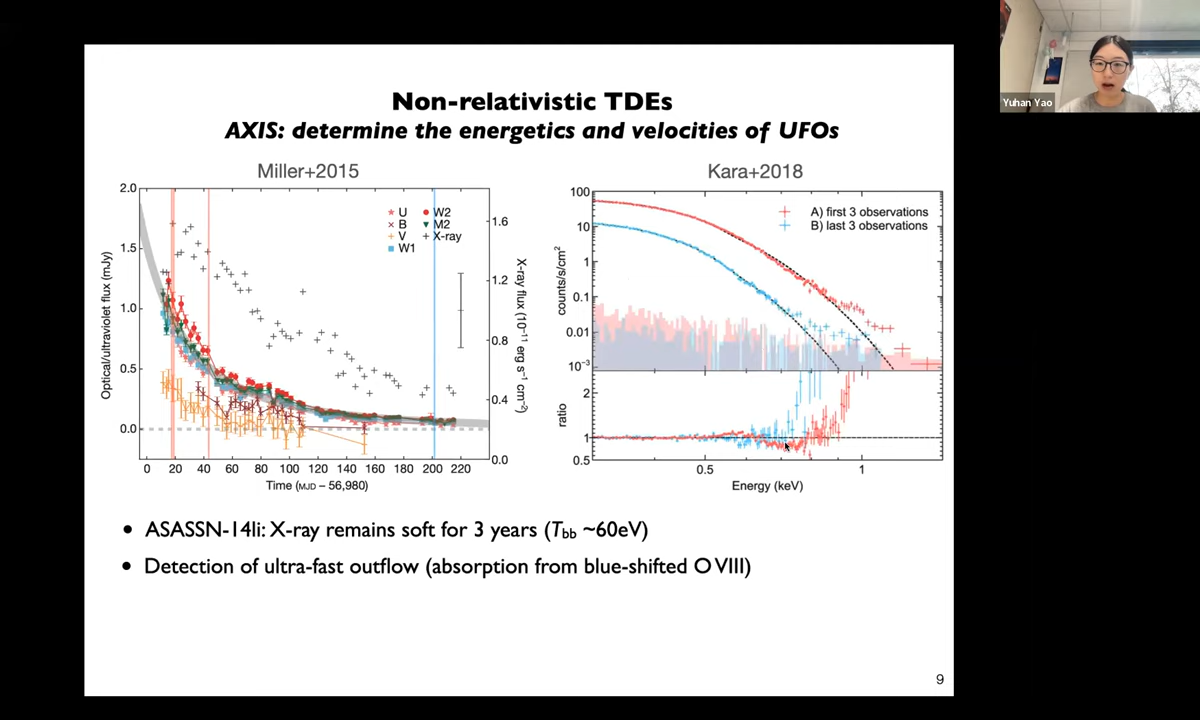 Non-relativistic TDEs
AXIS: determine the energetics and velocities of UFOs
Miller+2015
Kara+2018
Optical/ultraviolet flux (mJy)
2.0
1.5
1.0
0.5
0.0
U
W2
B
M2
V
X-ray
W1
1.6
1.2
0.8
0.4
0.0
X-ray flux (10⁻¹¹ erg s⁻¹ cm⁻²)
0 20 40 60 80 100 120 140 160 180 200 220
Time (MJD – 56,980)
counts/s/cm²
100
10
1
0.1
0.01
10⁻³
A) first 3 observations
B) last 3 observations
ratio
2
1
0.5
0.5 1
Energy (keV)
• ASASSN-14li: X-ray remains soft for 3 years (Tbb ~60eV)
• Detection of ultra-fast outflow (absorption from blue-shifted O VIII)
9
Yuhan Yao